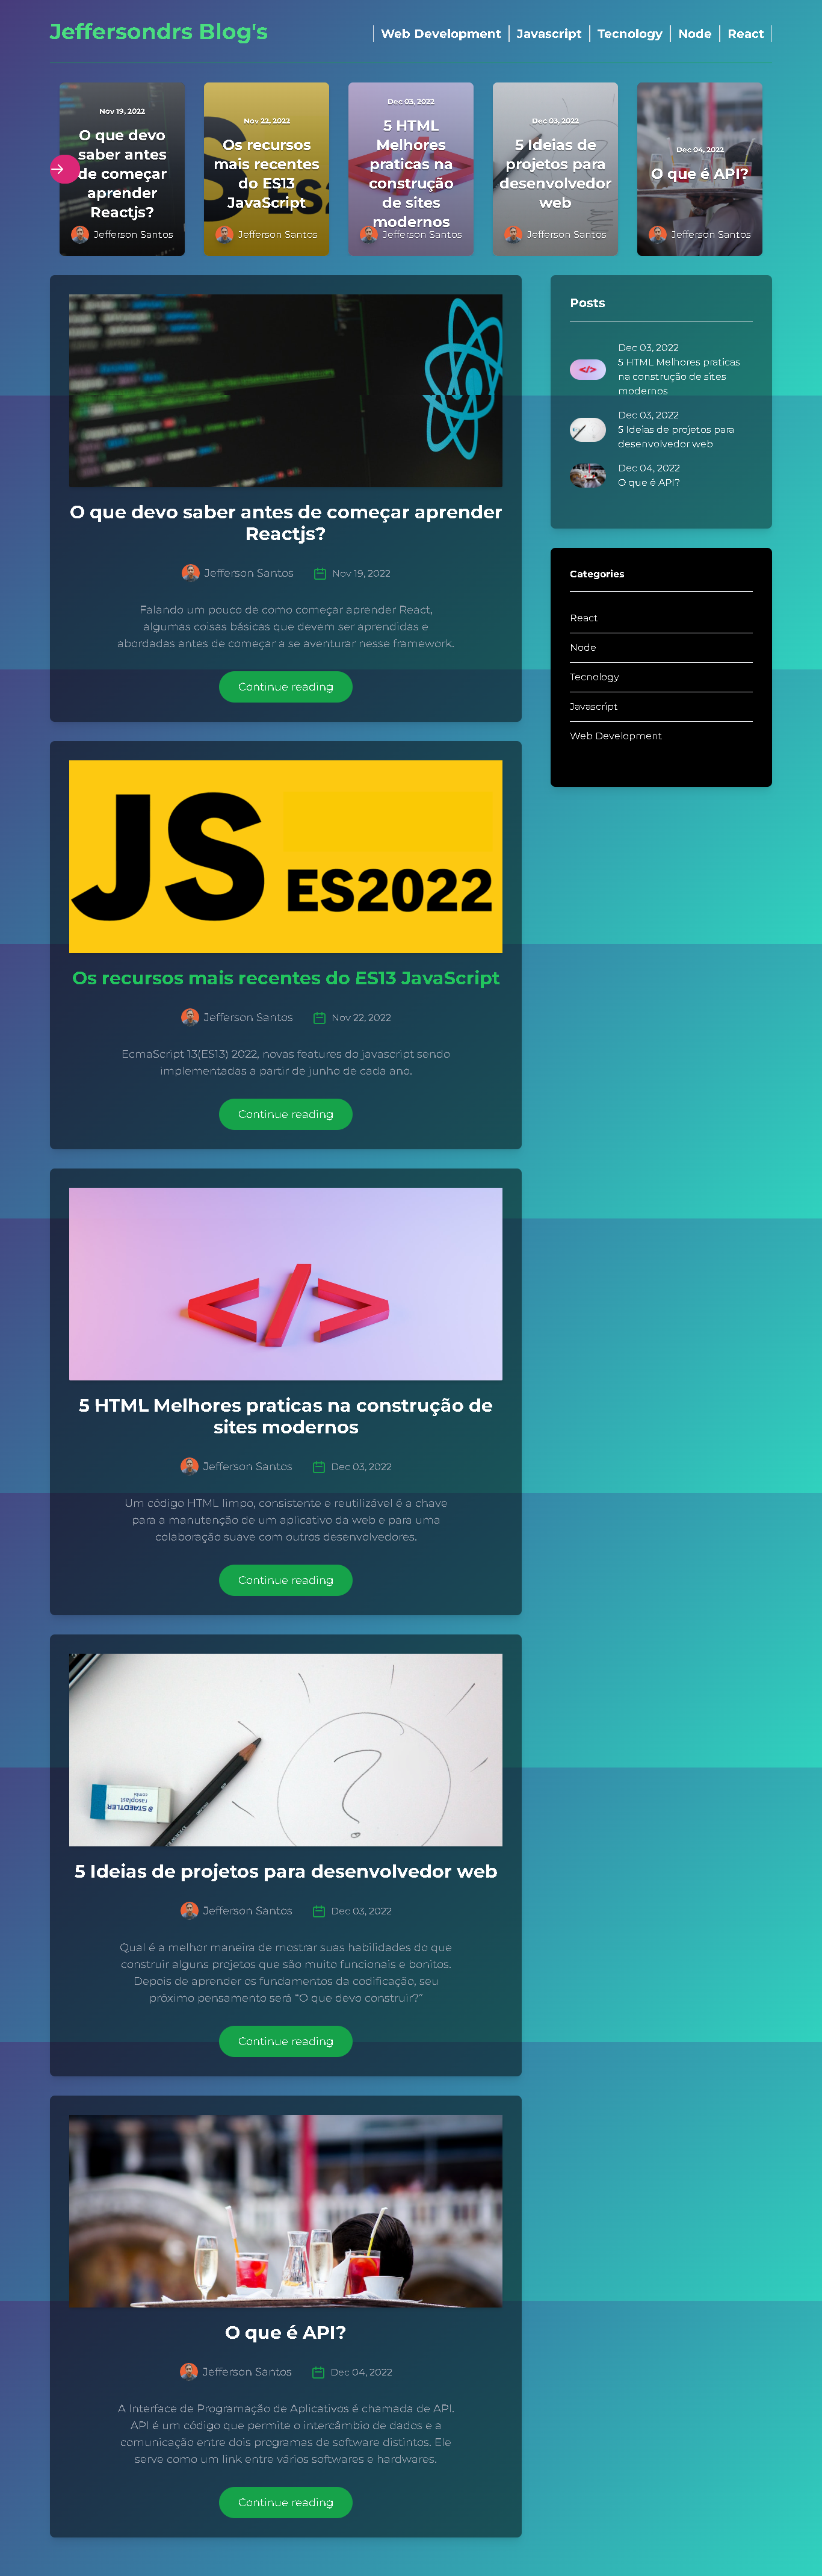 Jeffersondrs Blog's
Web Development
Javascript
Tecnology
Node
React
Nov 19, 2022
O que devo
saber antes
de começar
aprender
Reactjs?
Jefferson Santos
Nov 22, 2022
Os recursos
mais recentes
do ES13
JavaScript
Jefferson Santos
Dec 03, 2022
5 HTML
Melhores
praticas na
construção
de sites
modernos
Jefferson Santos
Dec 03, 2022
5 Ideias de
projetos para
desenvolvedor
web
Jefferson Santos
Dec 04, 2022
O que é API?
Jefferson Santos
O que devo saber antes de começar aprender
Reactjs?
Jefferson Santos
Nov 19, 2022
Falando um pouco de como começar aprender React,
algumas coisas básicas que devem ser aprendidas e
abordadas antes de começar a se aventurar nesse framework.
Continue reading
JS
ES2022
Os recursos mais recentes do ES13 JavaScript
Jefferson Santos
Nov 22, 2022
EcmaScript 13(ES13) 2022, novas features do javascript sendo
implementadas a partir de junho de cada ano.
Continue reading
</>
5 HTML Melhores praticas na construção de
sites modernos
Jefferson Santos
Dec 03, 2022
Um código HTML limpo, consistente e reutilizável é a chave
para a manutenção de um aplicativo da web e para uma
colaboração suave com outros desenvolvedores.
Continue reading
STAEDTLER
rasoplast
combi
?
5 Ideias de projetos para desenvolvedor web
Jefferson Santos
Dec 03, 2022
Qual é a melhor maneira de mostrar suas habilidades do que
construir alguns projetos que são muito funcionais e bonitos.
Depois de aprender os fundamentos da codificação, seu
próximo pensamento será “O que devo construir?”
Continue reading
O que é API?
Jefferson Santos
Dec 04, 2022
A Interface de Programação de Aplicativos é chamada de API.
API é um código que permite o intercâmbio de dados e a
comunicação entre dois programas de software distintos. Ele
serve como um link entre vários softwares e hardwares.
Continue reading
Posts
Dec 03, 2022
5 HTML Melhores praticas
na construção de sites
modernos
Dec 03, 2022
5 Ideias de projetos para
desenvolvedor web
Dec 04, 2022
O que é API?
Categories
React
Node
Tecnology
Javascript
Web Development